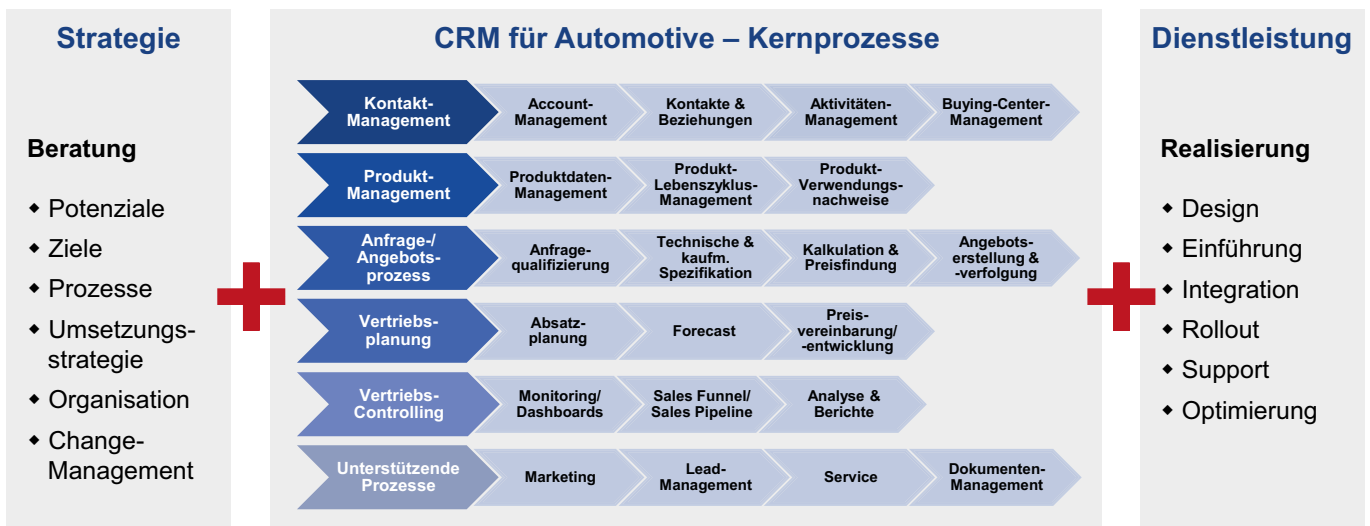 Strategie
Beratung
◆ Potenziale
◆ Ziele
◆ Prozesse
◆ Umsetzungs-
strategie
◆ Organisation
◆ Change-
Management
CRM für Automotive – Kernprozesse
Kontakt-
Management
Account-
Management
Kontakte &
Beziehungen
Aktivitäten-
Management
Buying-Center-
Management
Produkt-
Management
Produktdaten-
Management
Produkt-
Lebenszyklus-
Management
Produkt-
Verwendungs-
nachweise
Anfrage-/
Angebots-
prozess
Anfrage-
qualifizierung
Technische &
kaufm.
Spezifikation
Kalkulation &
Preisfindung
Angebots-
erstellung &
-verfolgung
Vertriebs-
planung
Absatz-
planung
Forecast
Preis-
vereinbarung/
-entwicklung
Vertriebs-
Controlling
Monitoring/
Dashboards
Sales Funnel/
Sales Pipeline
Analyse &
Berichte
Unterstützende
Prozesse
Marketing
Lead-
Management
Service
Dokumenten-
Management
Dienstleistung
Realisierung
◆ Design
◆ Einführung
◆ Integration
◆ Rollout
◆ Support
◆ Optimierung